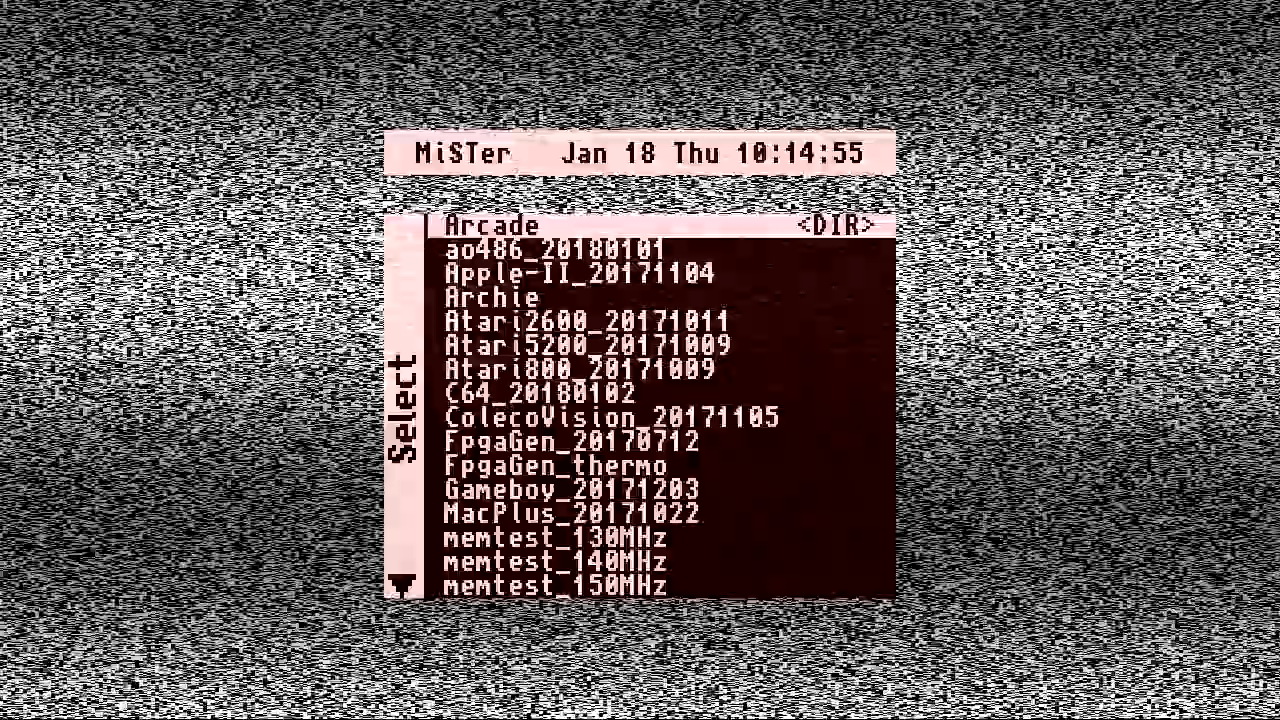 MiSTer Jan 18 Thu 10:14:55
Select
Arcade <DIR>
ao486_20180101
Apple-II_20171104
Archie
Atari2600_20171011
Atari5200_20171009
Atari800_20171009
C64_20180102
ColecoVision_20171105
FpgaGen_20170712
FpgaGen_thermo
Gameboy_20171203
MacPlus_20171022
memtest_130MHz
memtest_140MHz
memtest_150MHz